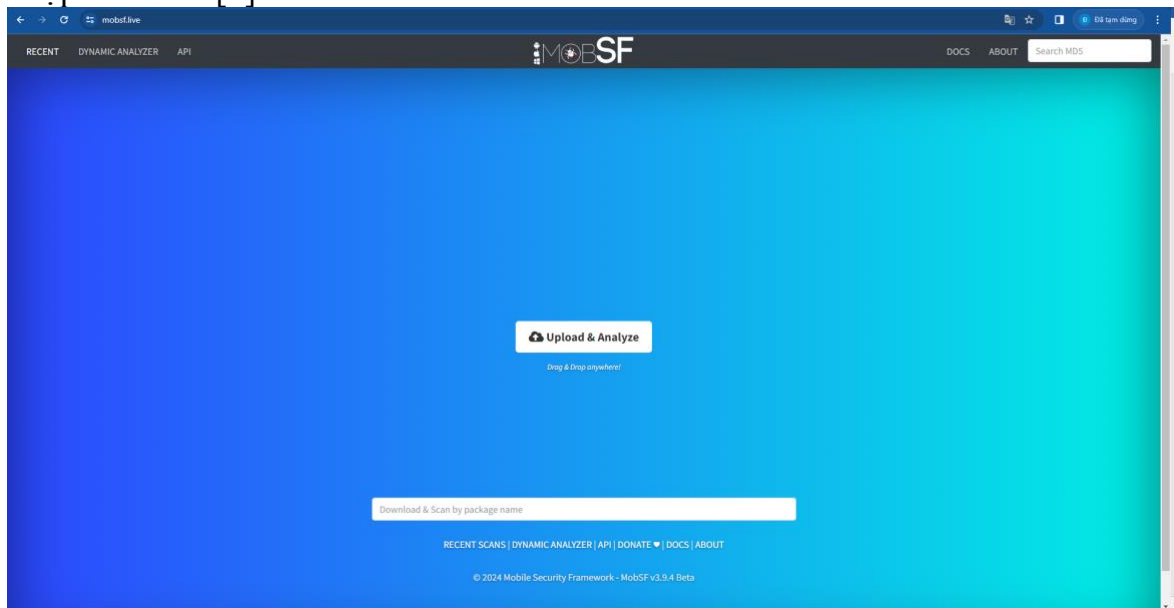 mobsf.live
Đã tạm dừng
RECENT DYNAMIC ANALYZER API
MOBSF
DOCS ABOUT Search MD5
Upload & Analyze
Drag & Drop anywhere!
Download & Scan by package name
RECENT SCANS | DYNAMIC ANALYZER | API | DONATE ♥ | DOCS | ABOUT
© 2024 Mobile Security Framework - MobSF v3.9.4 Beta